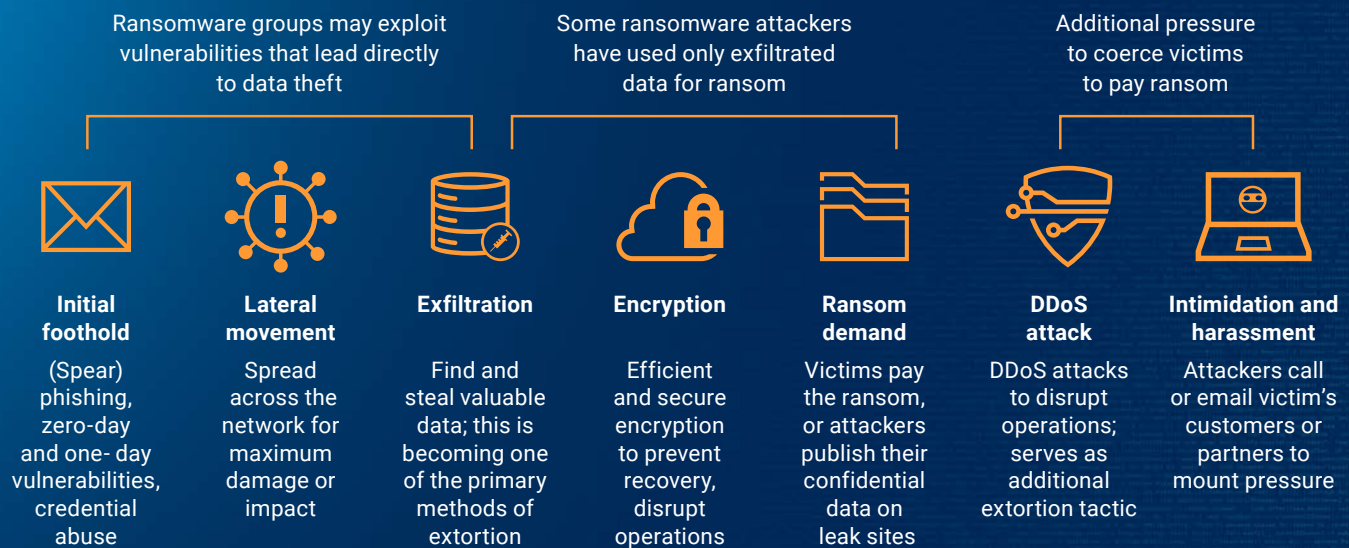 Ransomware groups may exploit
vulnerabilities that lead directly
to data theft
Some ransomware attackers
have used only exfiltrated
data for ransom
Additional pressure
to coerce victims
to pay ransom
Initial
foothold
(Spear)
phishing,
zero-day
and one- day
vulnerabilities,
credential
abuse
Lateral
movement
Spread
across the
network for
maximum
damage or
impact
Exfiltration
Find and
steal valuable
data; this is
becoming one
of the primary
methods of
extortion
Encryption
Efficient
and secure
encryption
to prevent
recovery,
disrupt
operations
Ransom
demand
Victims pay
the ransom,
or attackers
publish their
confidential
data on
leak sites
DDoS
attack
DDoS attacks
to disrupt
operations;
serves as
additional
extortion tactic
Intimidation and
harassment
Attackers call
or email victim's
customers or
partners to
mount pressure